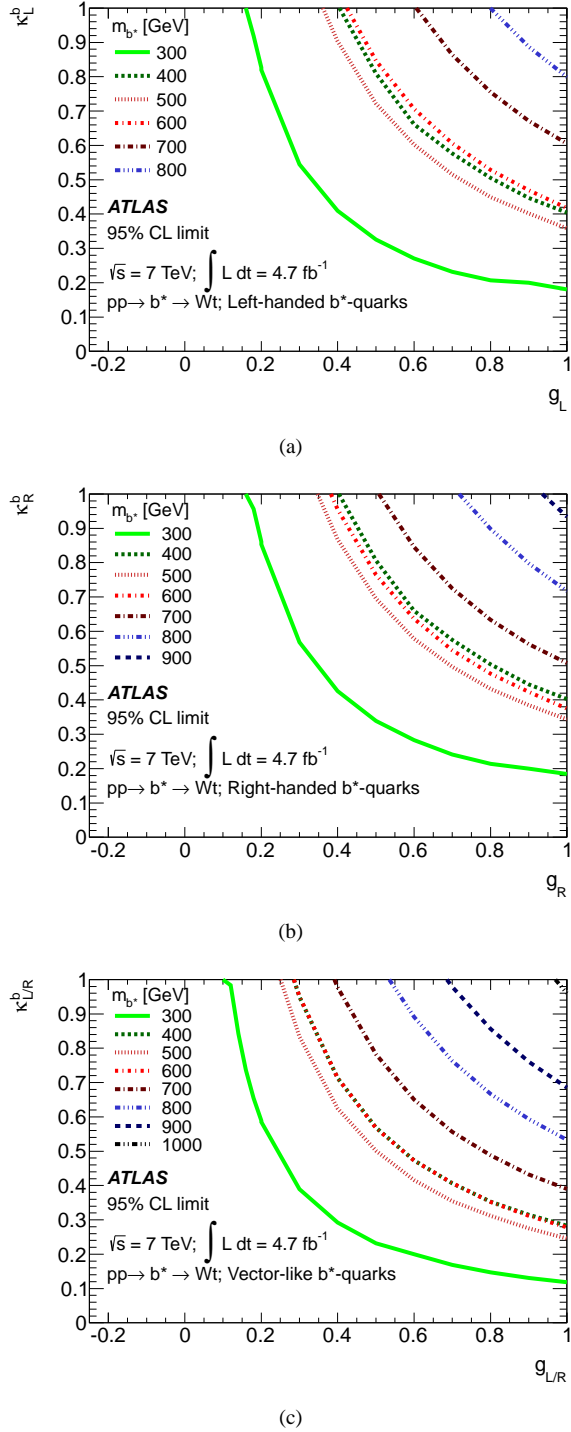 κ_L^b
1
0.9
0.8
0.7
0.6
0.5
0.4
0.3
0.2
0.1
0
m_b* [GeV]
300
400
500
600
700
800
ATLAS
95% CL limit
√s = 7 TeV; ∫ L dt = 4.7 fb⁻¹
pp→ b* → Wt; Left-handed b*-quarks
-0.2 0 0.2 0.4 0.6 0.8 1
g_L
(a)
κ_R^b
1
0.9
0.8
0.7
0.6
0.5
0.4
0.3
0.2
0.1
0
m_b* [GeV]
300
400
500
600
700
800
900
ATLAS
95% CL limit
√s = 7 TeV; ∫ L dt = 4.7 fb⁻¹
pp→ b* → Wt; Right-handed b*-quarks
-0.2 0 0.2 0.4 0.6 0.8 1
g_R
(b)
κ_L/R^b
1
0.9
0.8
0.7
0.6
0.5
0.4
0.3
0.2
0.1
0
m_b* [GeV]
300
400
500
600
700
800
900
1000
ATLAS
95% CL limit
√s = 7 TeV; ∫ L dt = 4.7 fb⁻¹
pp→ b* → Wt; Vector-like b*-quarks
-0.2 0 0.2 0.4 0.6 0.8 1
g_L/R
(c)